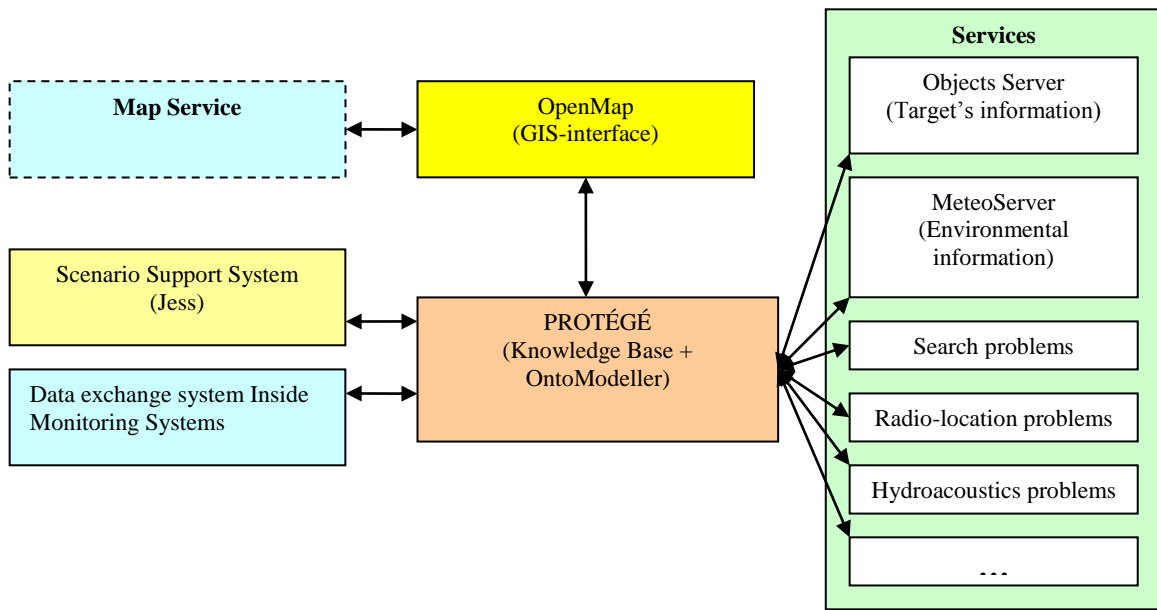 Map Service
OpenMap
(GIS-interface)
Scenario Support System
(Jess)
Data exchange system Inside
Monitoring Systems
PROTÉGÉ
(Knowledge Base +
OntoModeller)
Services
Objects Server
(Target’s information)
MeteoServer
(Environmental
information)
Search problems
Radio-location problems
Hydroacoustics problems
…